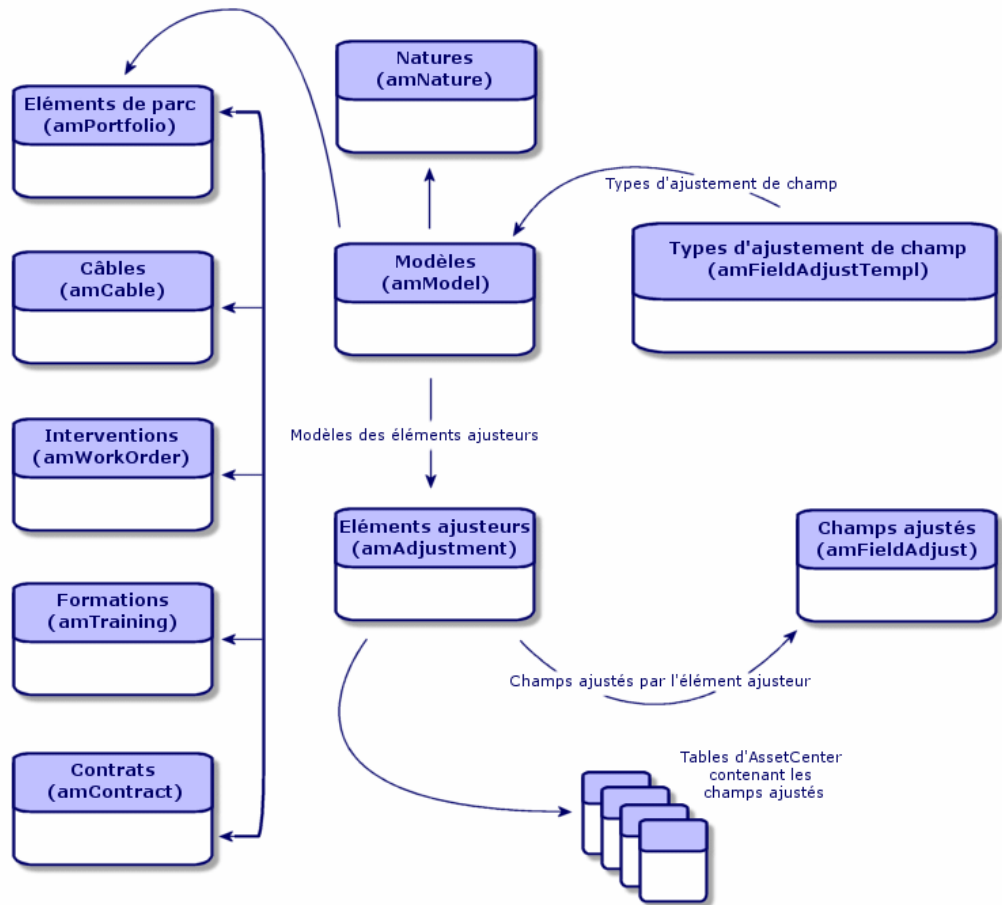 Natures
(amNature)
Eléments de parc
(amPortfolio)
Types d'ajustement de champ
Types d'ajustement de champ
(amFieldAdjustTempl)
Câbles
(amCable)
Modèles
(amModel)
Modèles des éléments ajusteurs
Interventions
(amWorkOrder)
Eléments ajusteurs
(amAdjustment)
Champs ajustés
(amFieldAdjust)
Formations
(amTraining)
Champs ajustés par l'élément ajusteur
Contrats
(amContract)
Tables d'AssetCenter
contenant les
champs ajustés